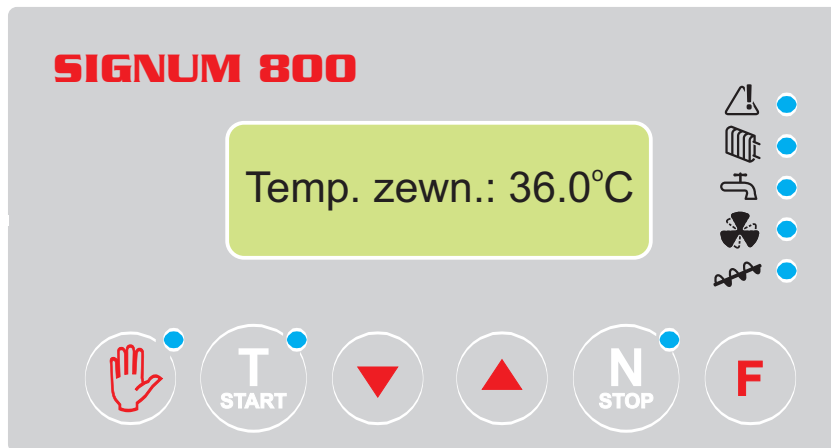 SIGNUM 800
Temp. zewn.: 36.0°C
T
START
N
STOP
F